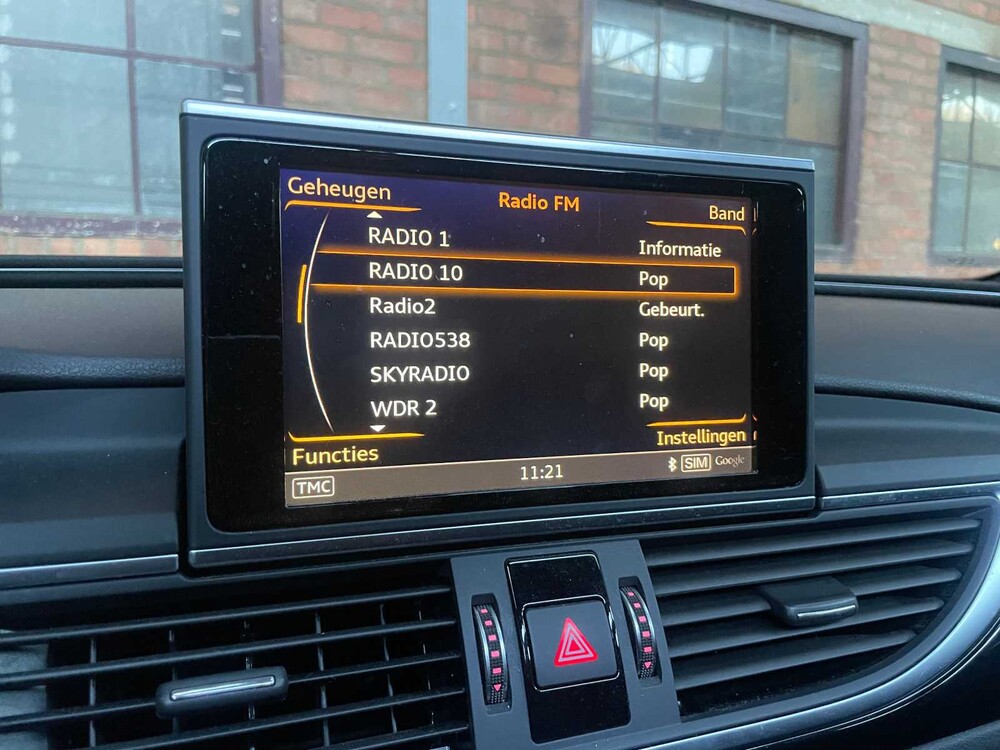 Geheugen
Radio FM
Band
RADIO 1 Informatie
RADIO 10 Pop
Radio2 Gebeurt.
RADIO538 Pop
SKYRADIO Pop
WDR 2 Pop
Functies
Instellingen
TMC 11:21 SIM Google